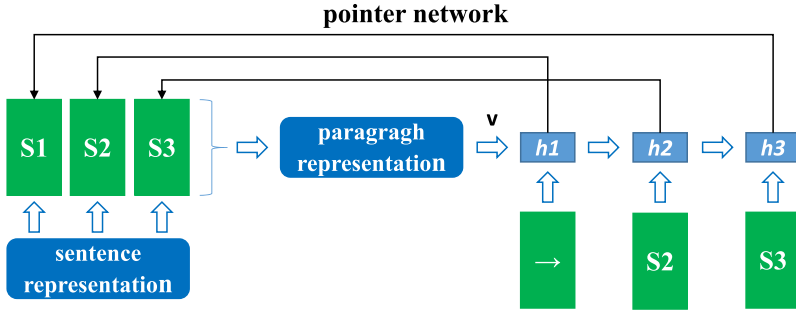 pointer network
S1
S2
S3
paragragh
representation
v
h1
h2
h3
sentence
representation
→
S2
S3